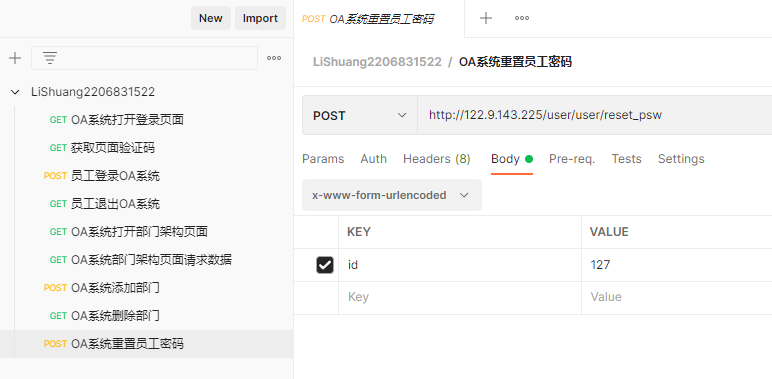 New Import
LiShuang2206831522
GET OA系统打开登录页面
GET 获取页面验证码
POST 员工登录OA系统
GET 员工退出OA系统
GET OA系统打开部门架构页面
GET OA系统部门架构页面请求数据
POST OA系统添加部门
GET OA系统删除部门
POST OA系统重置员工密码
POST OA系统重置员工密码
LiShuang2206831522 / OA系统重置员工密码
POST http://122.9.143.225/user/user/reset_psw
Params Auth Headers (8) Body Pre-req. Tests Settings
x-www-form-urlencoded
KEY VALUE
id 127
Key Value